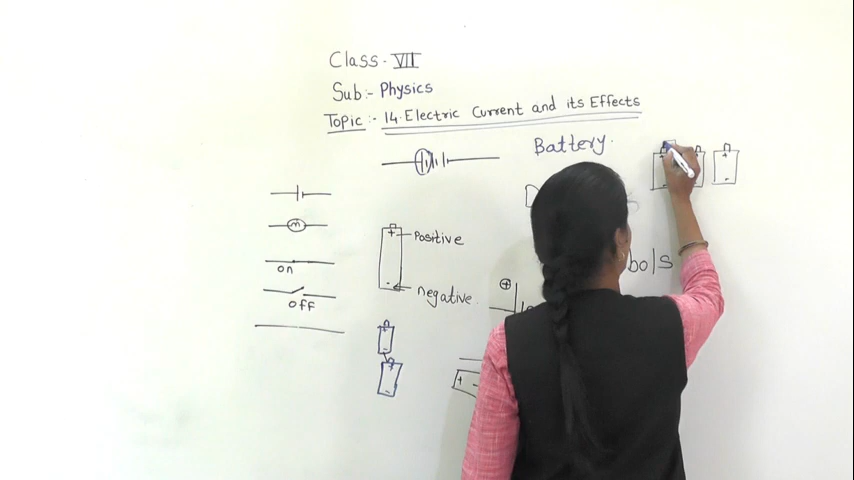 Class - VII
Sub:- Physics
Topic :- 14. Electric Current and its Effects
Battery.
+ + +
- -
m
on
OFF
+ Positive
- negative.
bols
+
+
-
+
-
+ -